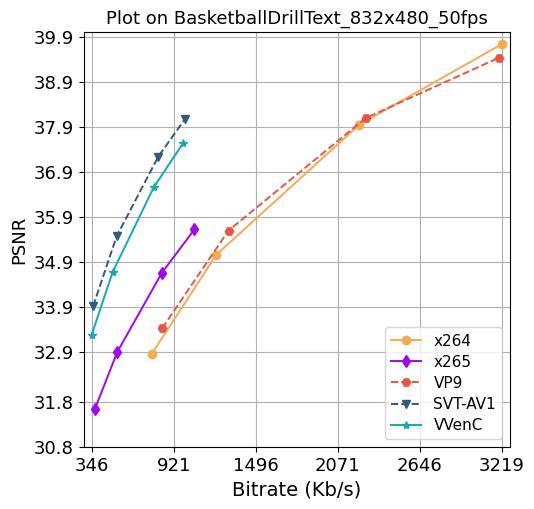 Plot on BasketballDrillText_832x480_50fps
39.9
38.9
37.9
36.9
35.9
34.9
33.9
32.9
31.8
30.8
PSNR
x264
x265
VP9
SVT-AV1
VVenC
346 921 1496 2071 2646 3219
Bitrate (Kb/s)